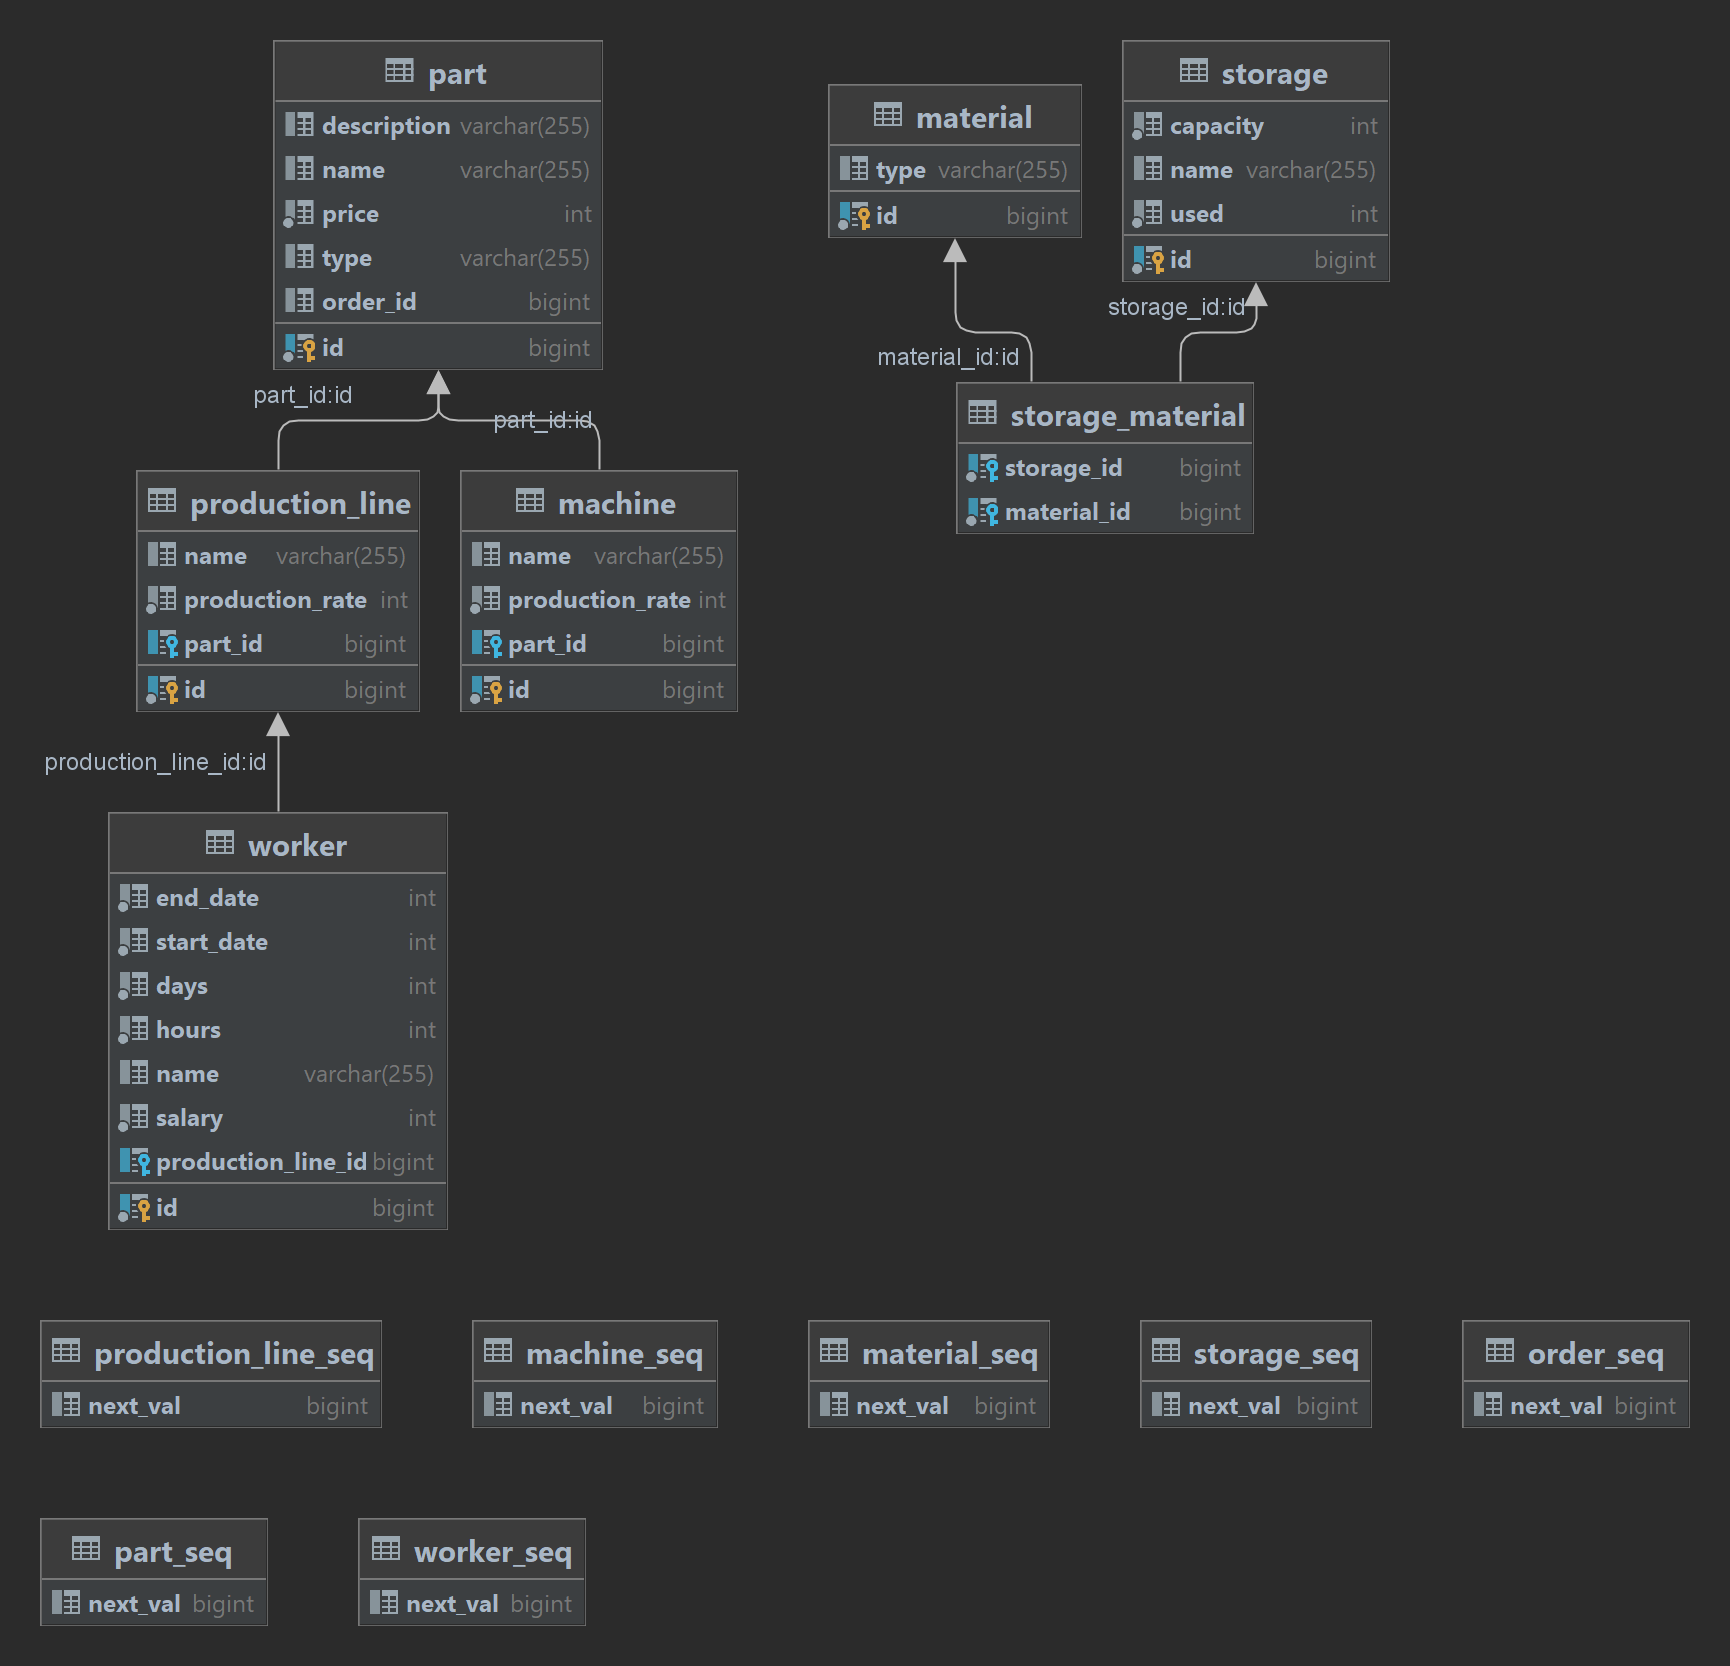 part
description varchar(255)
name varchar(255)
price int
type varchar(255)
order_id bigint
id bigint
material
type varchar(255)
id bigint
storage
capacity int
name varchar(255)
used int
id bigint
part_id:id
part_id:id
material_id:id
storage_id:id
storage_material
storage_id bigint
material_id bigint
production_line
name varchar(255)
production_rate int
part_id bigint
id bigint
machine
name varchar(255)
production_rate int
part_id bigint
id bigint
production_line_id:id
worker
end_date int
start_date int
days int
hours int
name varchar(255)
salary int
production_line_id bigint
id bigint
production_line_seq
next_val bigint
machine_seq
next_val bigint
material_seq
next_val bigint
storage_seq
next_val bigint
order_seq
next_val bigint
part_seq
next_val bigint
worker_seq
next_val bigint